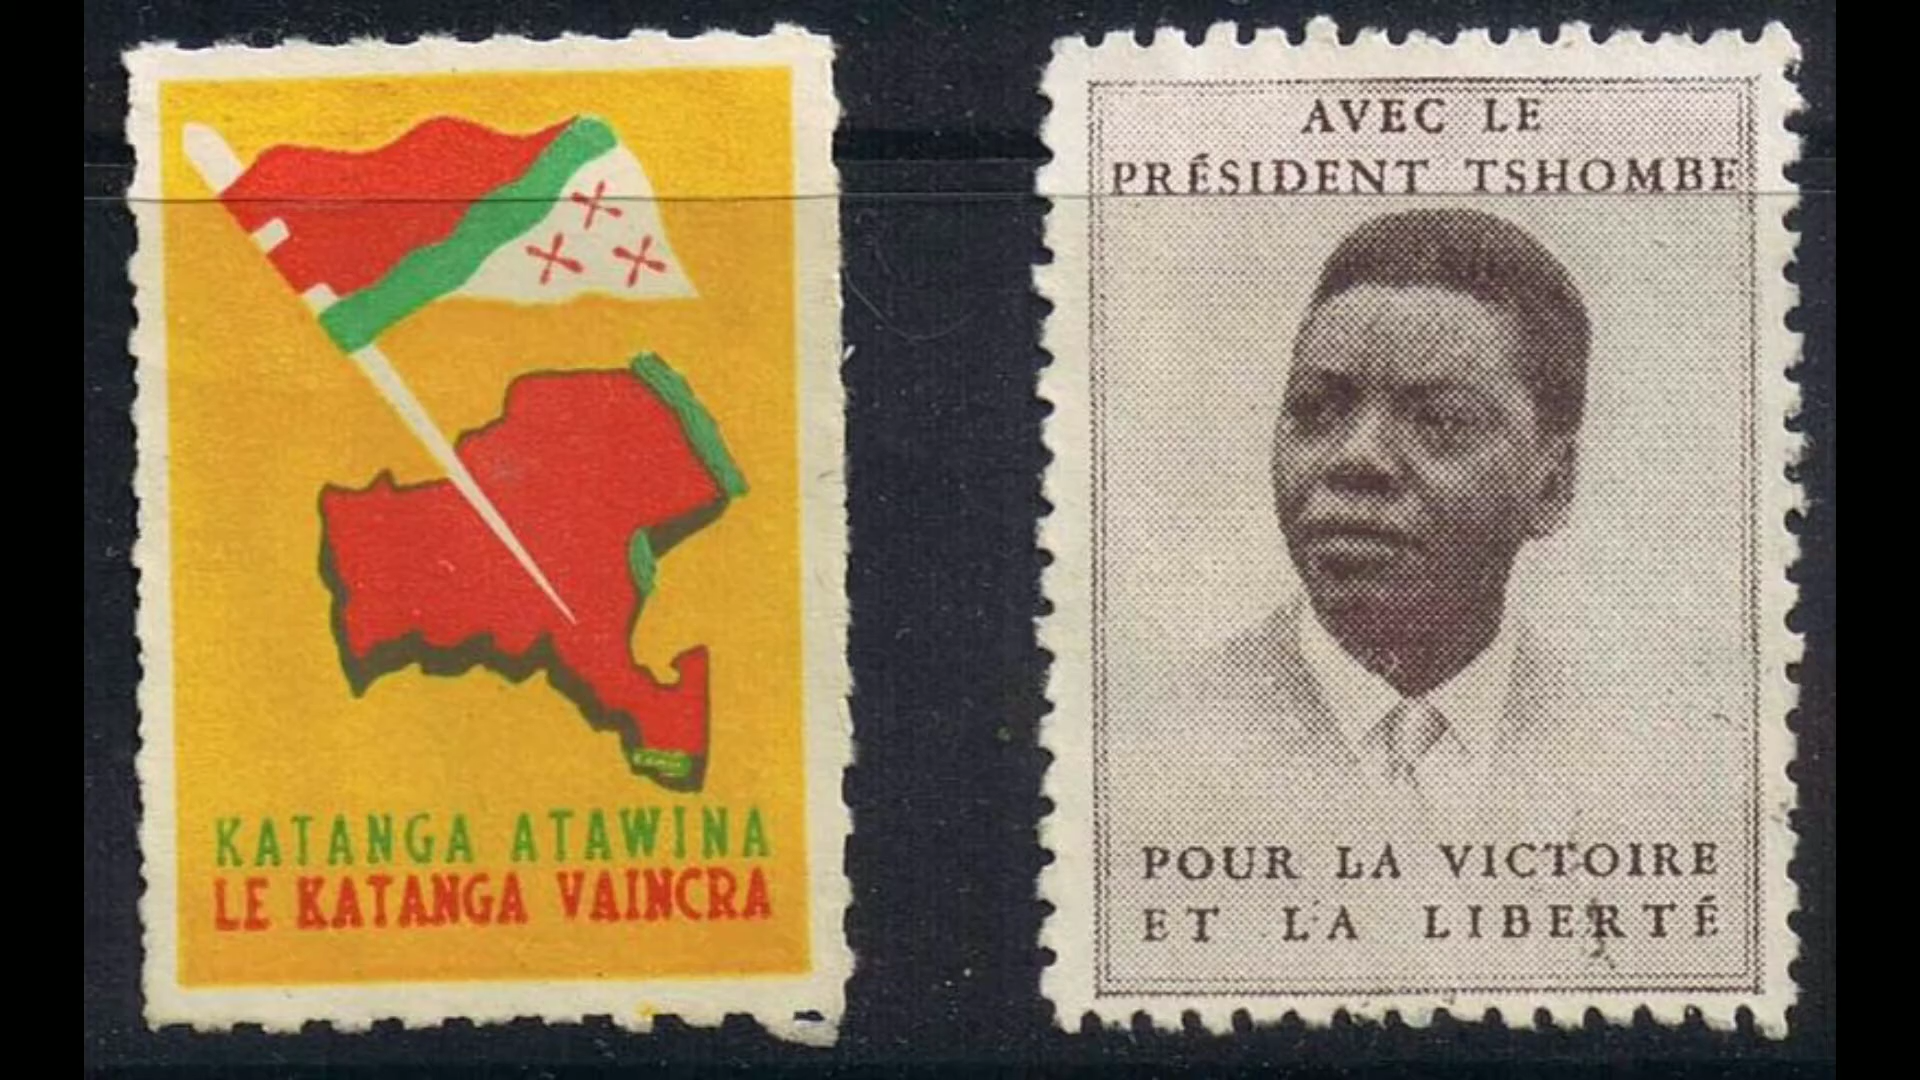 KATANGA ATAWINA
LE KATANGA VAINCRA
AVEC LE
PRÉSIDENT TSHOMBE
POUR LA VICTOIRE
ET LA LIBERTÉ